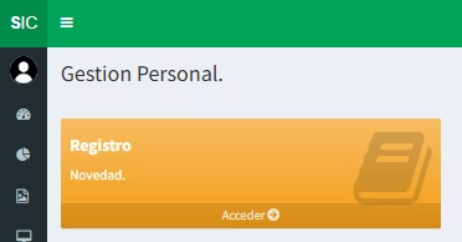 SIC
Gestion Personal.
Registro
Novedad.
Acceder